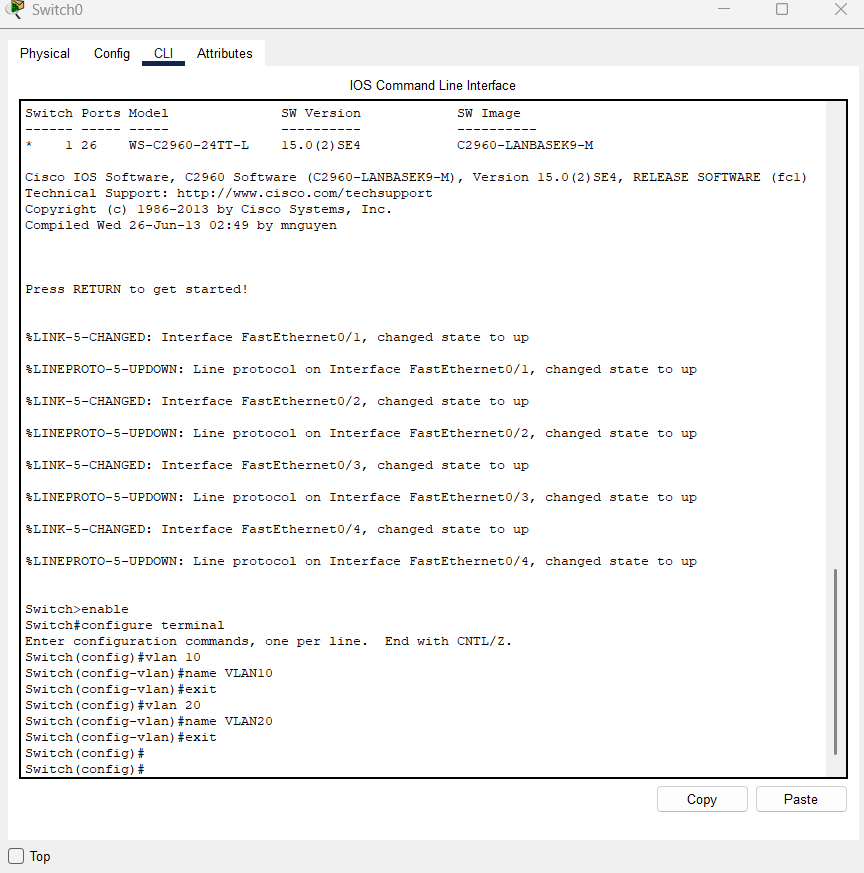 Switch0
Physical Config CLI Attributes
IOS Command Line Interface
Switch Ports Model              SW Version            SW Image
------ ----- -----              ----------            ----------
*    1 26    WS-C2960-24TT-L    15.0(2)SE4            C2960-LANBASEK9-M
Cisco IOS Software, C2960 Software (C2960-LANBASEK9-M), Version 15.0(2)SE4, RELEASE SOFTWARE (fc1)
Technical Support: http://www.cisco.com/techsupport
Copyright (c) 1986-2013 by Cisco Systems, Inc.
Compiled Wed 26-Jun-13 02:49 by mnguyen
Press RETURN to get started!
%LINK-5-CHANGED: Interface FastEthernet0/1, changed state to up
%LINEPROTO-5-UPDOWN: Line protocol on Interface FastEthernet0/1, changed state to up
%LINK-5-CHANGED: Interface FastEthernet0/2, changed state to up
%LINEPROTO-5-UPDOWN: Line protocol on Interface FastEthernet0/2, changed state to up
%LINK-5-CHANGED: Interface FastEthernet0/3, changed state to up
%LINEPROTO-5-UPDOWN: Line protocol on Interface FastEthernet0/3, changed state to up
%LINK-5-CHANGED: Interface FastEthernet0/4, changed state to up
%LINEPROTO-5-UPDOWN: Line protocol on Interface FastEthernet0/4, changed state to up
Switch>enable
Switch#configure terminal
Enter configuration commands, one per line.  End with CNTL/Z.
Switch(config)#vlan 10
Switch(config-vlan)#name VLAN10
Switch(config-vlan)#exit
Switch(config)#vlan 20
Switch(config-vlan)#name VLAN20
Switch(config-vlan)#exit
Switch(config)#
Switch(config)#
Copy Paste
Top